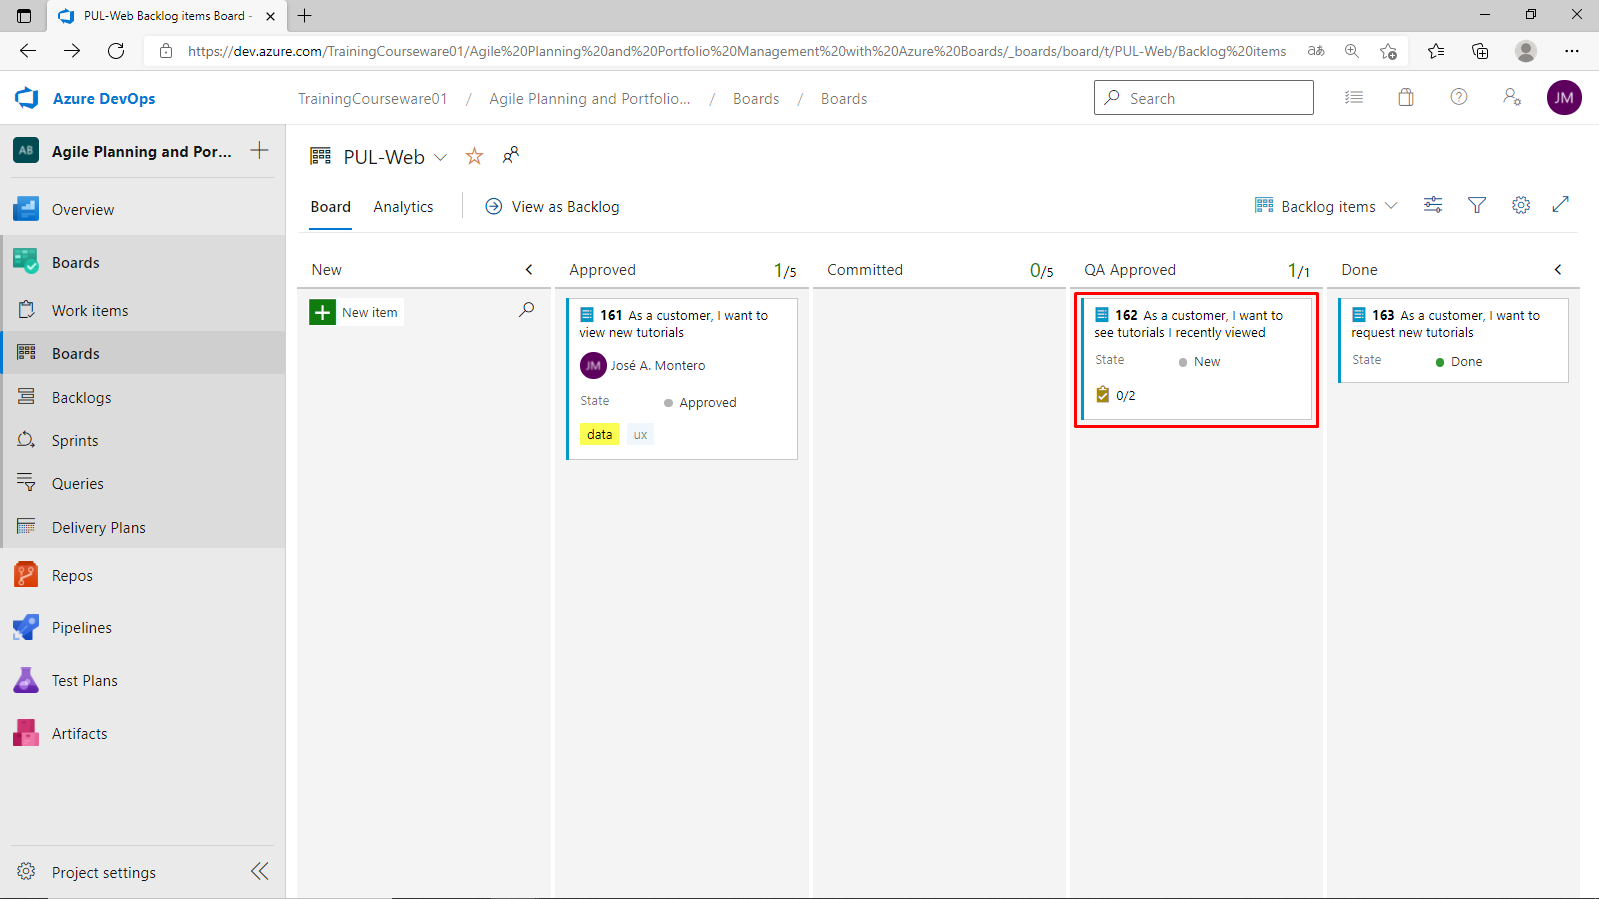 PUL-Web Backlog items Board -
https://dev.azure.com/TrainingCourseware01/Agile%20Planning%20and%20Portfolio%20Management%20with%20Azure%20Boards/_boards/board/t/PUL-Web/Backlog%20items
aあ
Azure DevOps
TrainingCourseware01 / Agile Planning and Portfolio... / Boards / Boards
Search
JM
AB Agile Planning and Por...
Overview
Boards
Work items
Boards
Backlogs
Sprints
Queries
Delivery Plans
Repos
Pipelines
Test Plans
Artifacts
Project settings
PUL-Web
Board Analytics View as Backlog
Backlog items
New
New item
Approved 1/5
161 As a customer, I want to
view new tutorials
JM José A. Montero
State Approved
data ux
Committed 0/5
QA Approved 1/1
162 As a customer, I want to
see tutorials I recently viewed
State New
0/2
Done
163 As a customer, I want to
request new tutorials
State Done